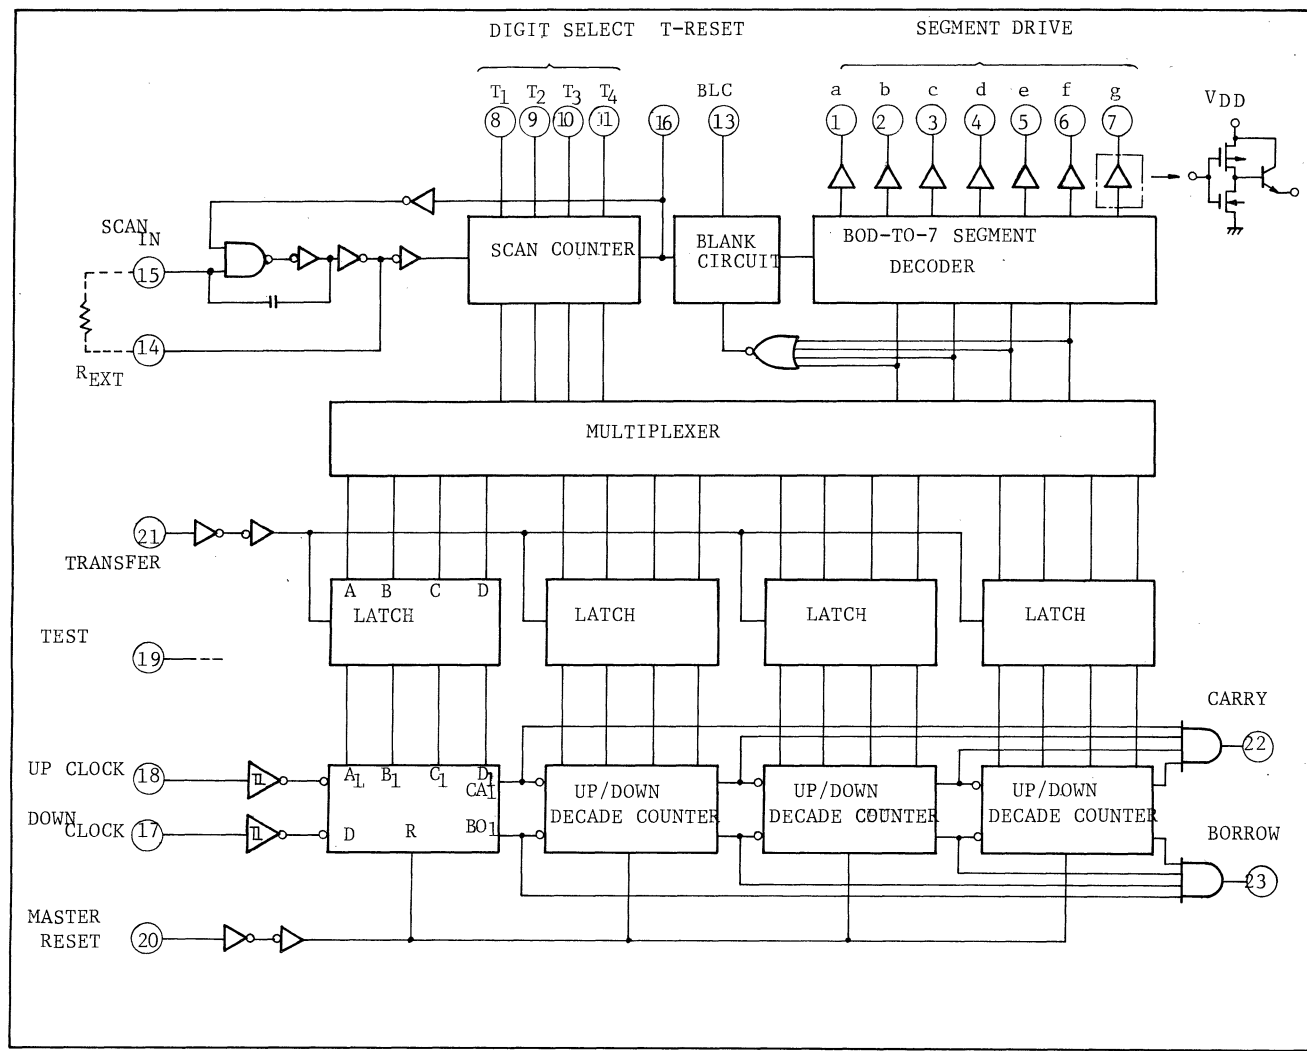 DIGIT SELECT T-RESET SEGMENT DRIVE
T1 T2 T3 T4 BLC a b c d e f g
8 9 10 11 16 13 1 2 3 4 5 6 7
VDD
SCAN IN
15
SCAN COUNTER
BLANK CIRCUIT
BOD-TO-7 SEGMENT
DECODER
14
REXT
MULTIPLEXER
21
TRANSFER
A B C D
LATCH LATCH LATCH LATCH
TEST
19
CARRY
22
UP CLOCK 18
A1 B1 C1 D1
CA1
UP/DOWN DECADE COUNTER
UP/DOWN DECADE COUNTER
UP/DOWN DECADE COUNTER
DOWN CLOCK 17
D R BO1
BORROW
23
MASTER RESET 20